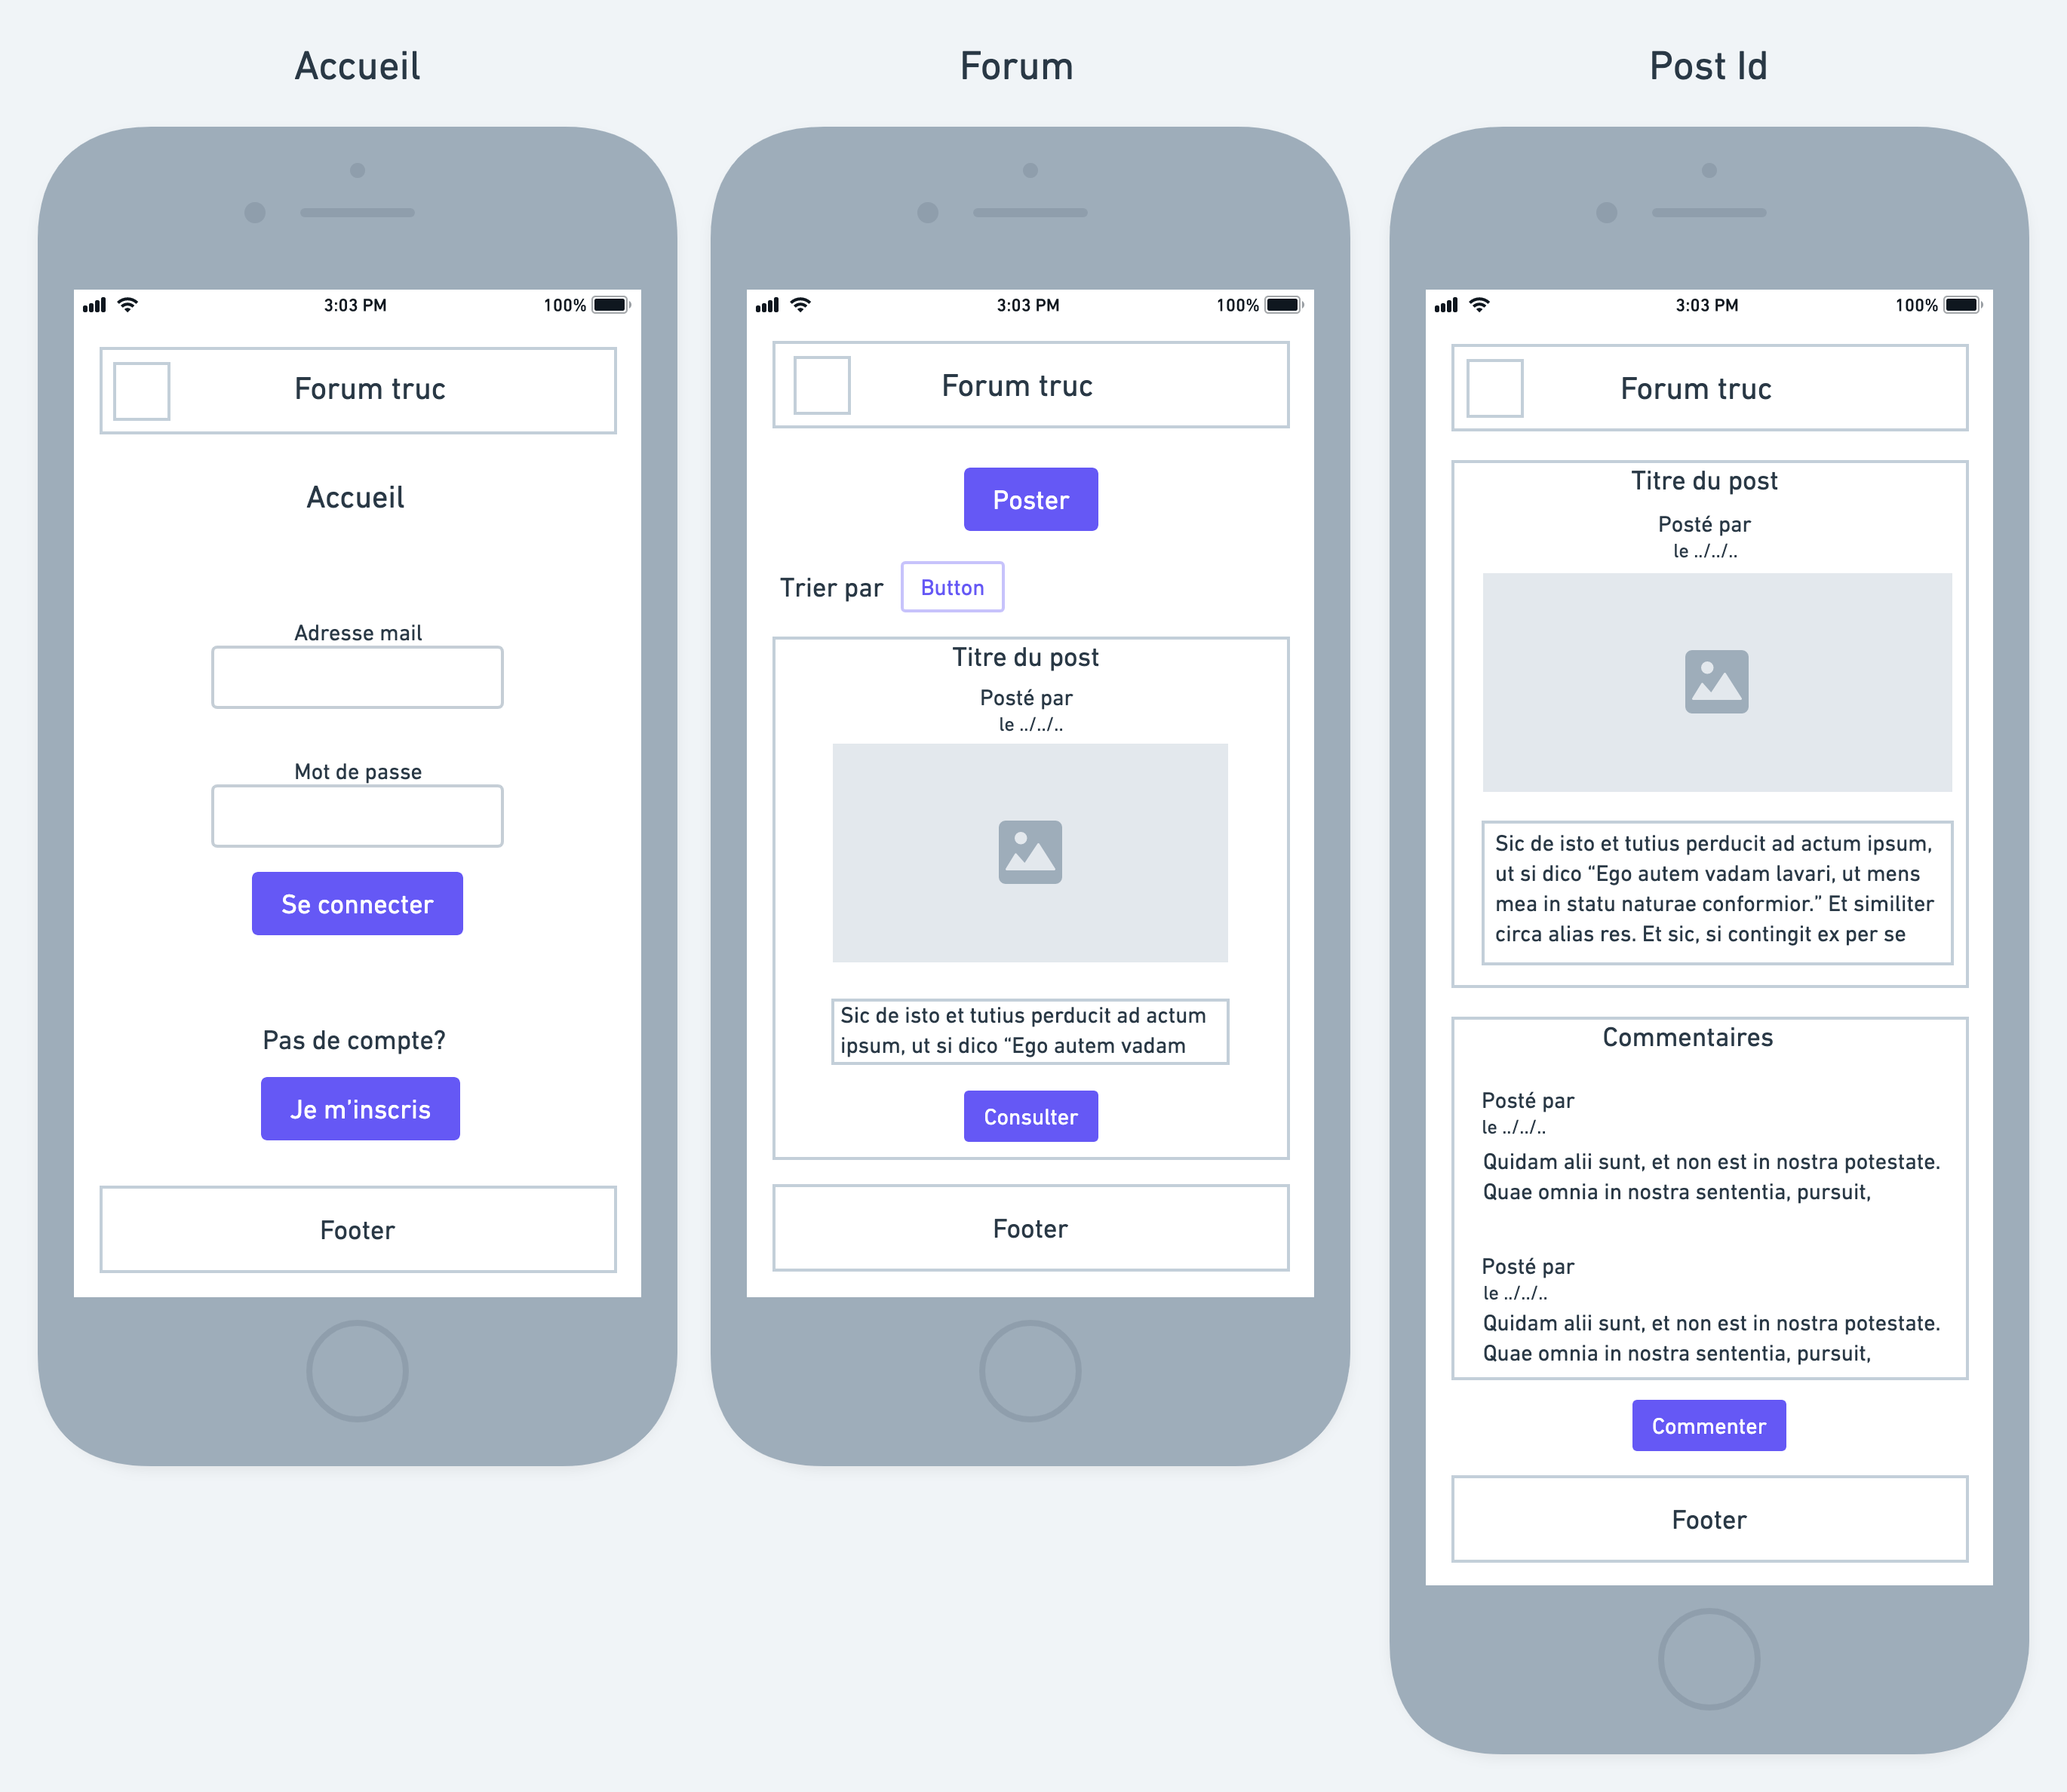 Accueil
3:03 PM
100%
Forum truc
Accueil
Adresse mail
Mot de passe
Se connecter
Pas de compte?
Je m’inscris
Footer
Forum
3:03 PM
100%
Forum truc
Poster
Trier par
Button
Titre du post
Posté par
le ../../..
Sic de isto et tutius perducit ad actum
ipsum, ut si dico “Ego autem vadam
Consulter
Footer
Post Id
3:03 PM
100%
Forum truc
Titre du post
Posté par
le ../../..
Sic de isto et tutius perducit ad actum ipsum,
ut si dico “Ego autem vadam lavari, ut mens
mea in statu naturae conformior.” Et similiter
circa alias res. Et sic, si contingit ex per se
Commentaires
Posté par
le ../../..
Quidam alii sunt, et non est in nostra potestate.
Quae omnia in nostra sententia, pursuit,
Posté par
le ../../..
Quidam alii sunt, et non est in nostra potestate.
Quae omnia in nostra sententia, pursuit,
Commenter
Footer